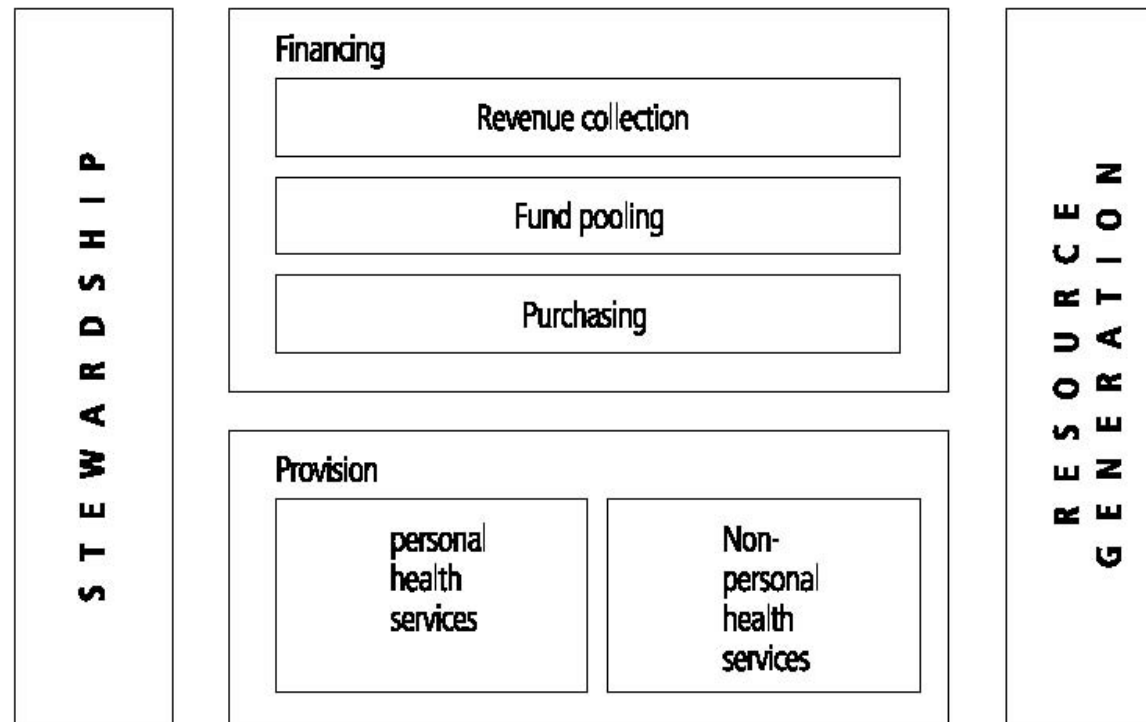 STEWARDSHIP
Financing
Revenue collection
Fund pooling
Purchasing
Provision
personal
health
services
Non-
personal
health
services
RESOURCE
GENERATION